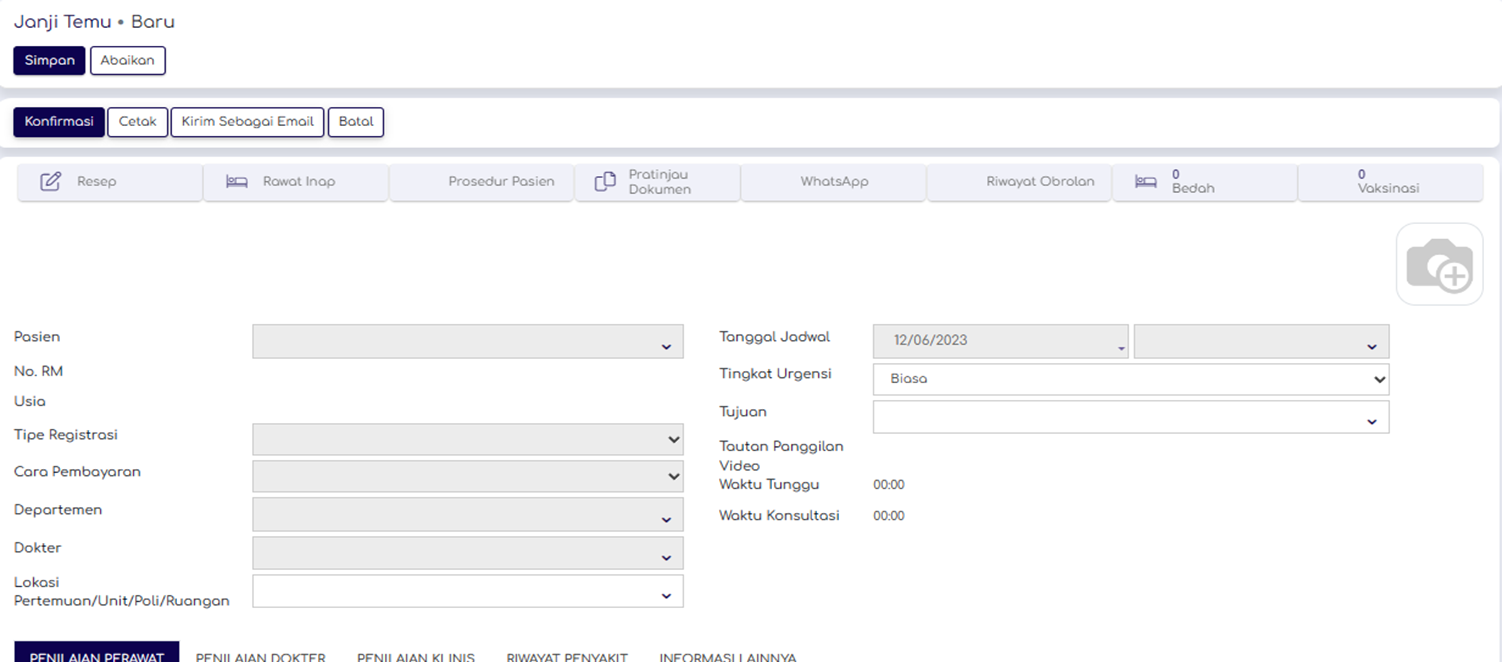 Janji Temu • Baru
Simpan Abaikan
Konfirmasi Cetak Kirim Sebagai Email Batal
Resep Rawat Inap Prosedur Pasien Pratinjau Dokumen WhatsApp Riwayat Obrolan 0 Bedah 0 Vaksinasi
Pasien
No. RM
Usia
Tipe Registrasi
Cara Pembayaran
Departemen
Dokter
Lokasi
Pertemuan/Unit/Poli/Ruangan
Tanggal Jadwal 12/06/2023
Tingkat Urgensi Biasa
Tujuan
Tautan Panggilan
Video
Waktu Tunggu 00:00
Waktu Konsultasi 00:00
PENILAIAN PERAWAT PENILAIAN DOKTER PENILAIAN KLINIS RIWAYAT PENYAKIT INFORMASI LAINNYA